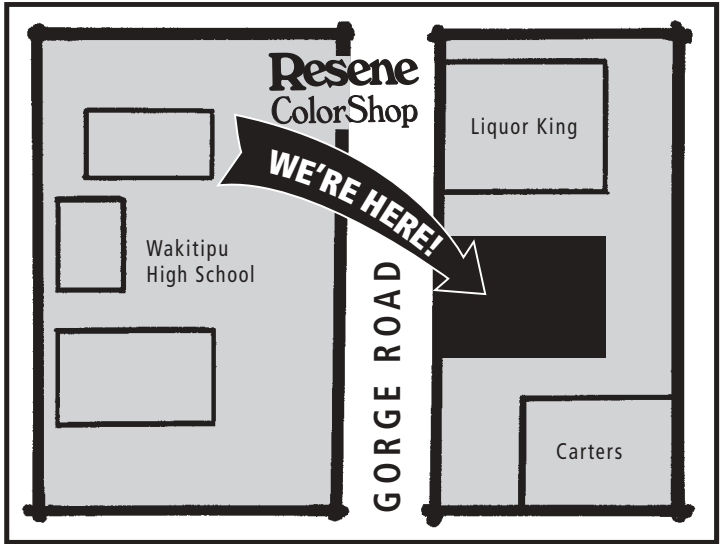 Resene
ColorShop
WE'RE HERE!
Liquor King
Wakitipu
High School
GORGE ROAD
Carters